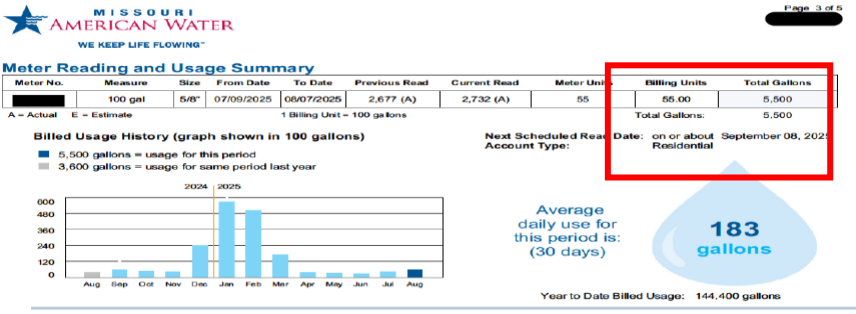 MISSOURI
AMERICAN WATER
WE KEEP LIFE FLOWING™
Page 3 of 5
Meter Reading and Usage Summary
Meter No. Measure Size From Date To Date Previous Read Current Read Meter Units Billing Units Total Gallons
100 gal 5/8" 07/09/2025 08/07/2025 2,677 (A) 2,732 (A) 55 55.00 5,500
A = Actual E = Estimate 1 Billing Unit = 100 gallons Total Gallons: 5,500
Billed Usage History (graph shown in 100 gallons)
5,500 gallons = usage for this period
3,600 gallons = usage for same period last year
Next Scheduled Read Date: on or about September 08, 2025
Account Type: Residential
2024 2025
600
480
360
240
120
0
Aug Sep Oct Nov Dec Jan Feb Mar Apr May Jun Jul Aug
Average
daily use for
this period is:
(30 days)
183
gallons
Year to Date Billed Usage: 144,400 gallons